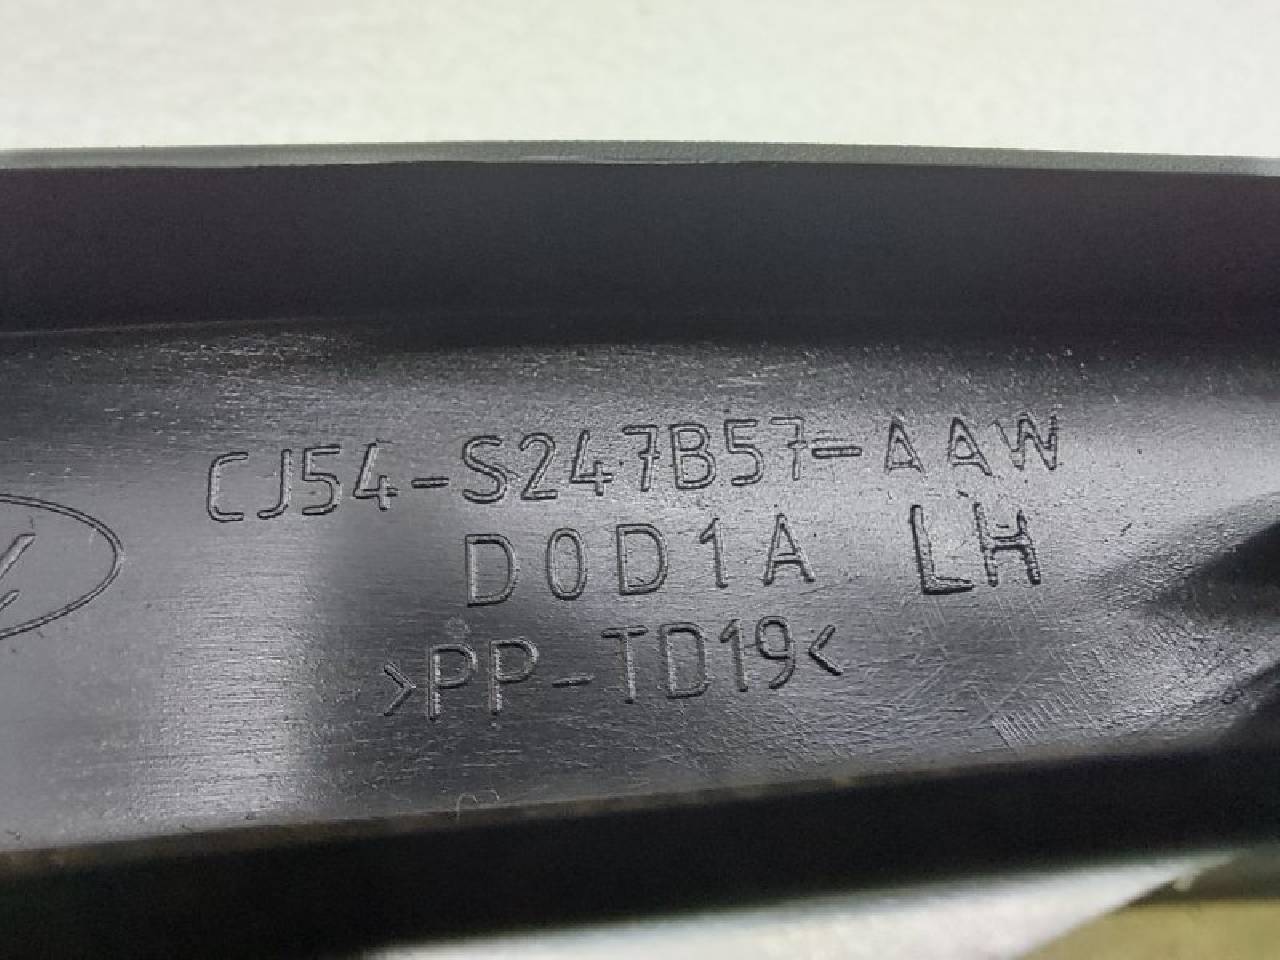 CJ54-S247B57-AAW
D0D1A LH
>PP-TD19<